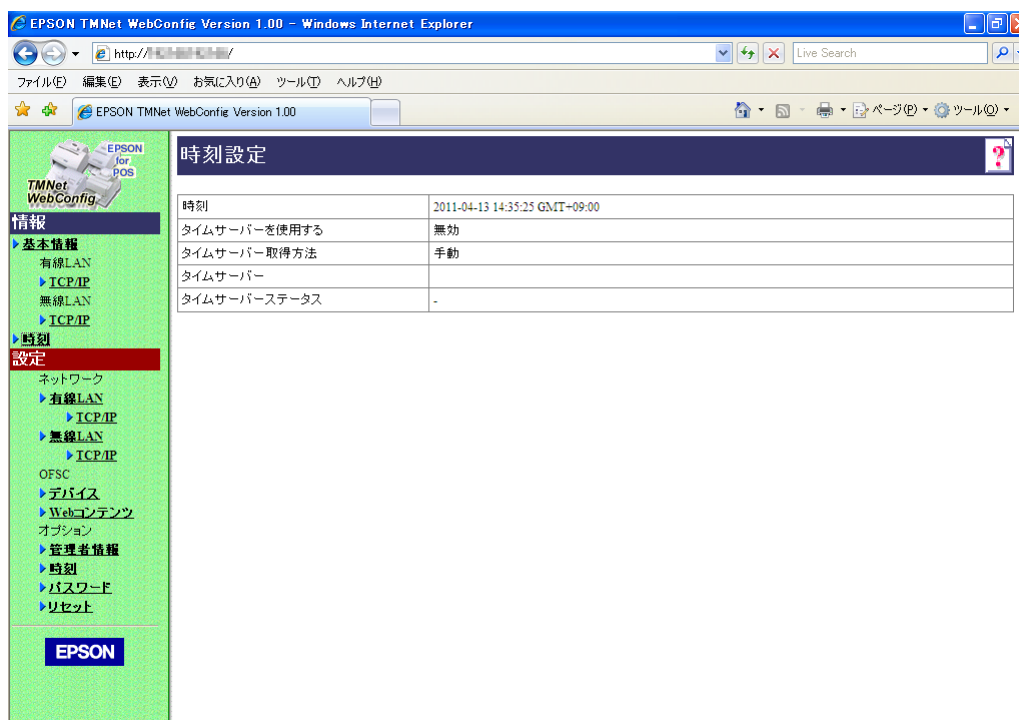 EPSON TMNet WebConfig Version 1.00 - Windows Internet Explorer
http:// /
Live Search
ファイル(F) 編集(E) 表示(V) お気に入り(A) ツール(T) ヘルプ(H)
EPSON TMNet WebConfig Version 1.00
ページ(P) ツール(O)
EPSON
for
POS
TMNet
WebConfig
情報
基本情報
有線LAN
TCP/IP
無線LAN
TCP/IP
時刻
設定
ネットワーク
有線LAN
TCP/IP
無線LAN
TCP/IP
OFSC
デバイス
Webコンテンツ
オプション
管理者情報
時刻
パスワード
リセット
EPSON
時刻設定
?
時刻 2011-04-13 14:35:25 GMT+09:00
タイムサーバーを使用する 無効
タイムサーバー取得方法 手動
タイムサーバー
タイムサーバーステータス -